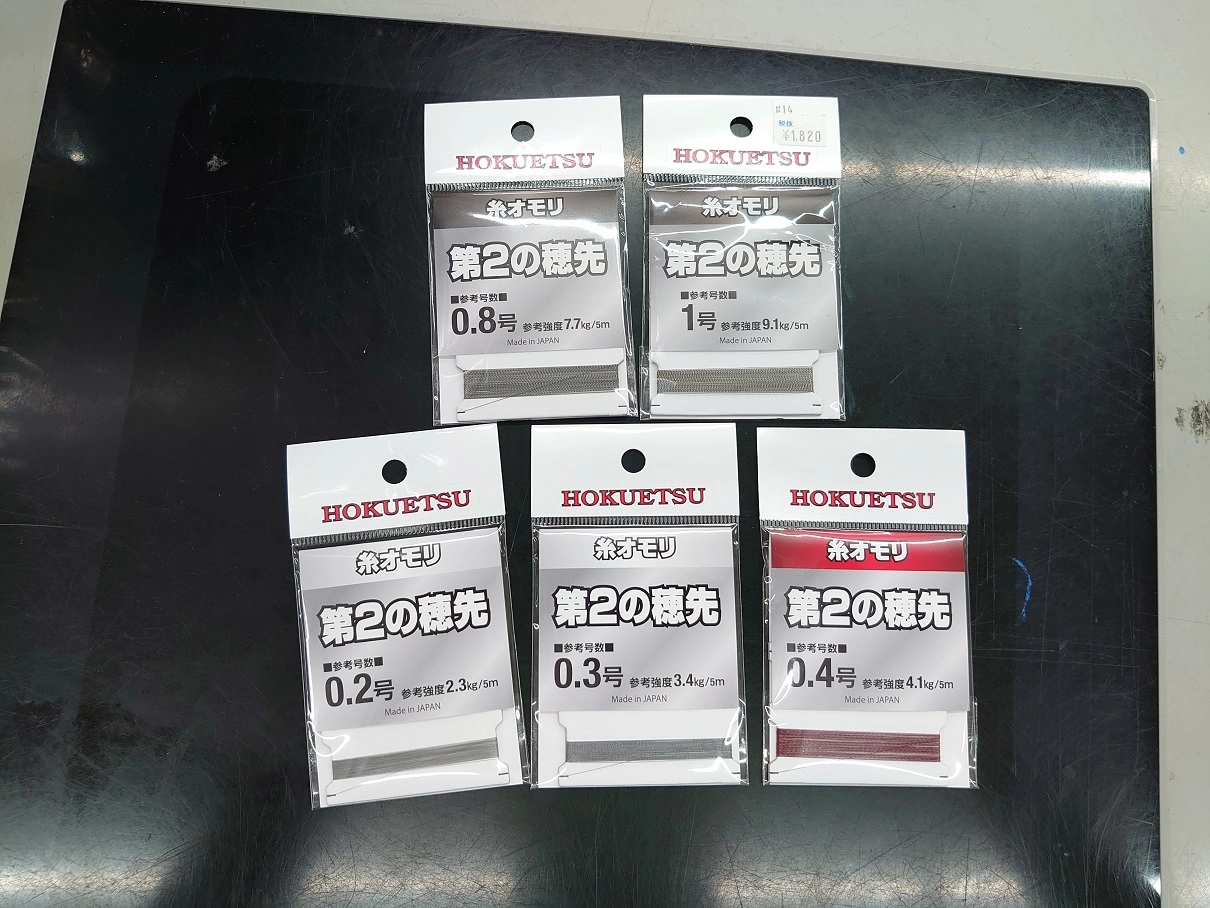 HOKUETSU
糸オモリ
第2の穂先
■参考号数■
0.8号 参考強度7.7kg/5m
Made in JAPAN
#14
税抜
¥1,820
HOKUETSU
糸オモリ
第2の穂先
■参考号数■
1号 参考強度9.1kg/5m
Made in JAPAN
HOKUETSU
糸オモリ
第2の穂先
■参考号数■
0.2号 参考強度2.3kg/5m
Made in JAPAN
HOKUETSU
糸オモリ
第2の穂先
■参考号数■
0.3号 参考強度3.4kg/5m
Made in JAPAN
HOKUETSU
糸オモリ
第2の穂先
■参考号数■
0.4号 参考強度4.1kg/5m
Made in JAPAN